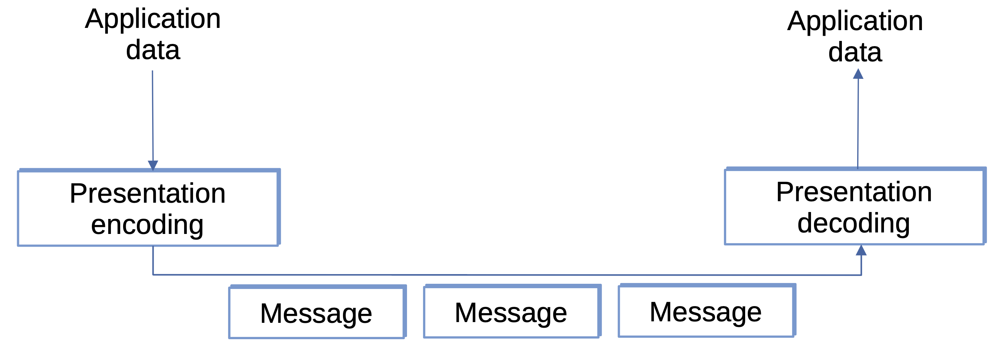 Application
data
Application
data
Presentation
encoding
Presentation
decoding
Message
Message
Message